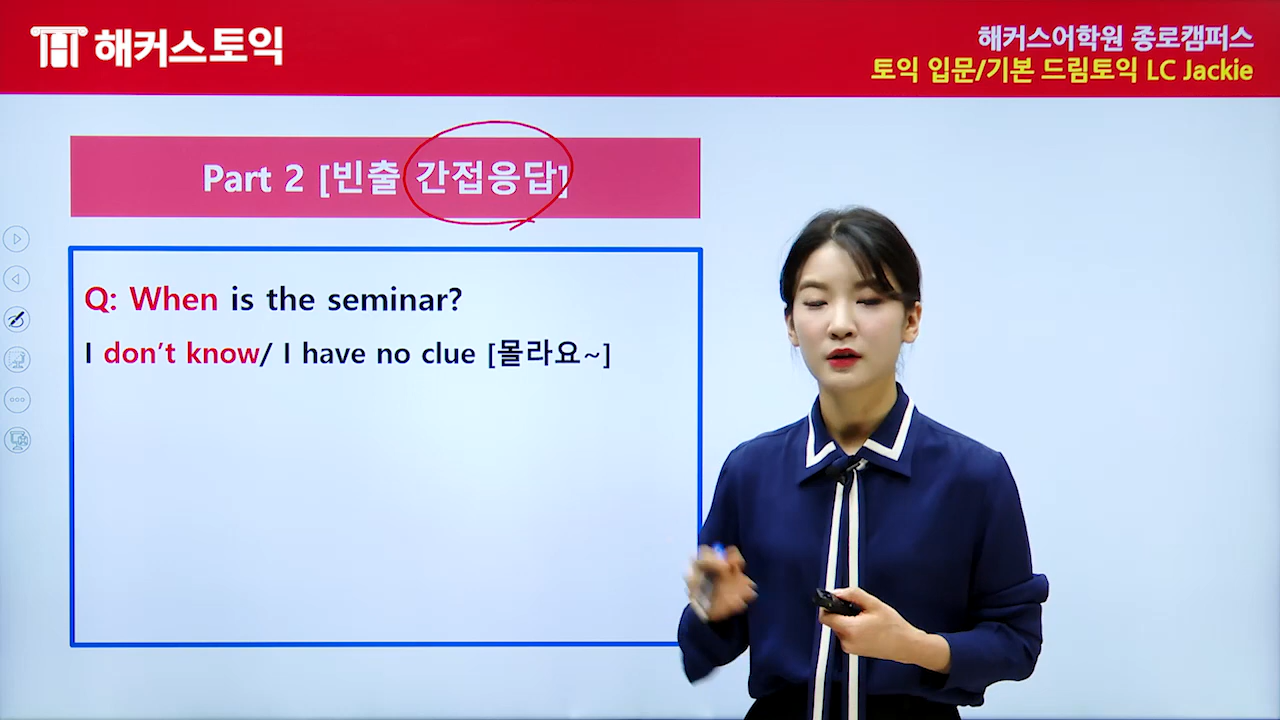 해커스토익
해커스어학원 종로캠퍼스
토익 입문/기본 드림토익 LC Jackie
Part 2 [빈출 간접응답]
Q: When is the seminar?
I don't know/ I have no clue [몰라요~]